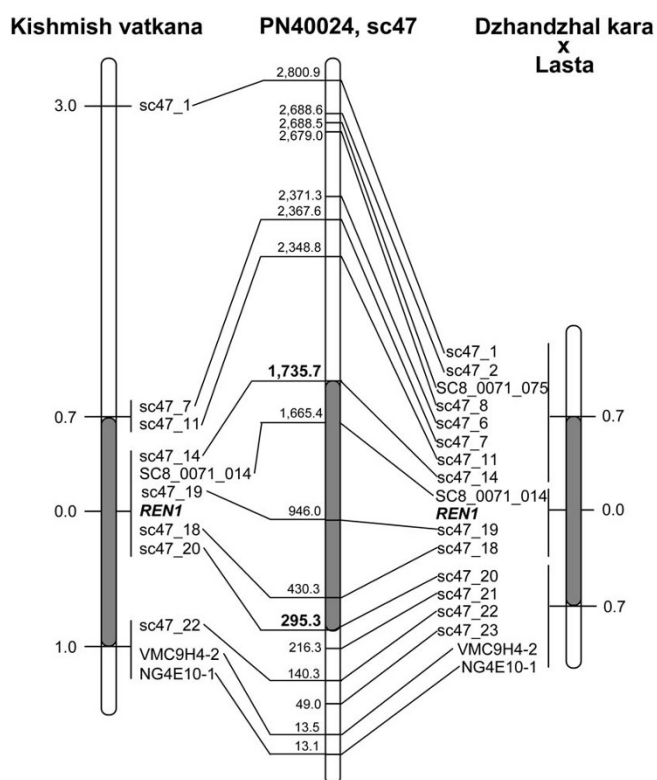 Kishmish vatkana
PN40024, sc47
Dzhandzhal kara
x
Lasta
3.0
sc47_1
0.7
sc47_7
sc47_11
sc47_14
SC8_0071_014
sc47_19
0.0
REN1
sc47_18
sc47_20
sc47_22
1.0
VMC9H4-2
NG4E10-1
2,800.9
2,688.6
2,688.5
2,679.0
2,371.3
2,367.6
2,348.8
1,735.7
1,665.4
946.0
430.3
295.3
216.3
140.3
49.0
13.5
13.1
sc47_1
sc47_2
SC8_0071_075
sc47_8
sc47_6
sc47_7
sc47_11
sc47_14
SC8_0071_014
REN1
sc47_19
sc47_18
sc47_20
sc47_21
sc47_22
sc47_23
VMC9H4-2
NG4E10-1
0.7
0.0
0.7